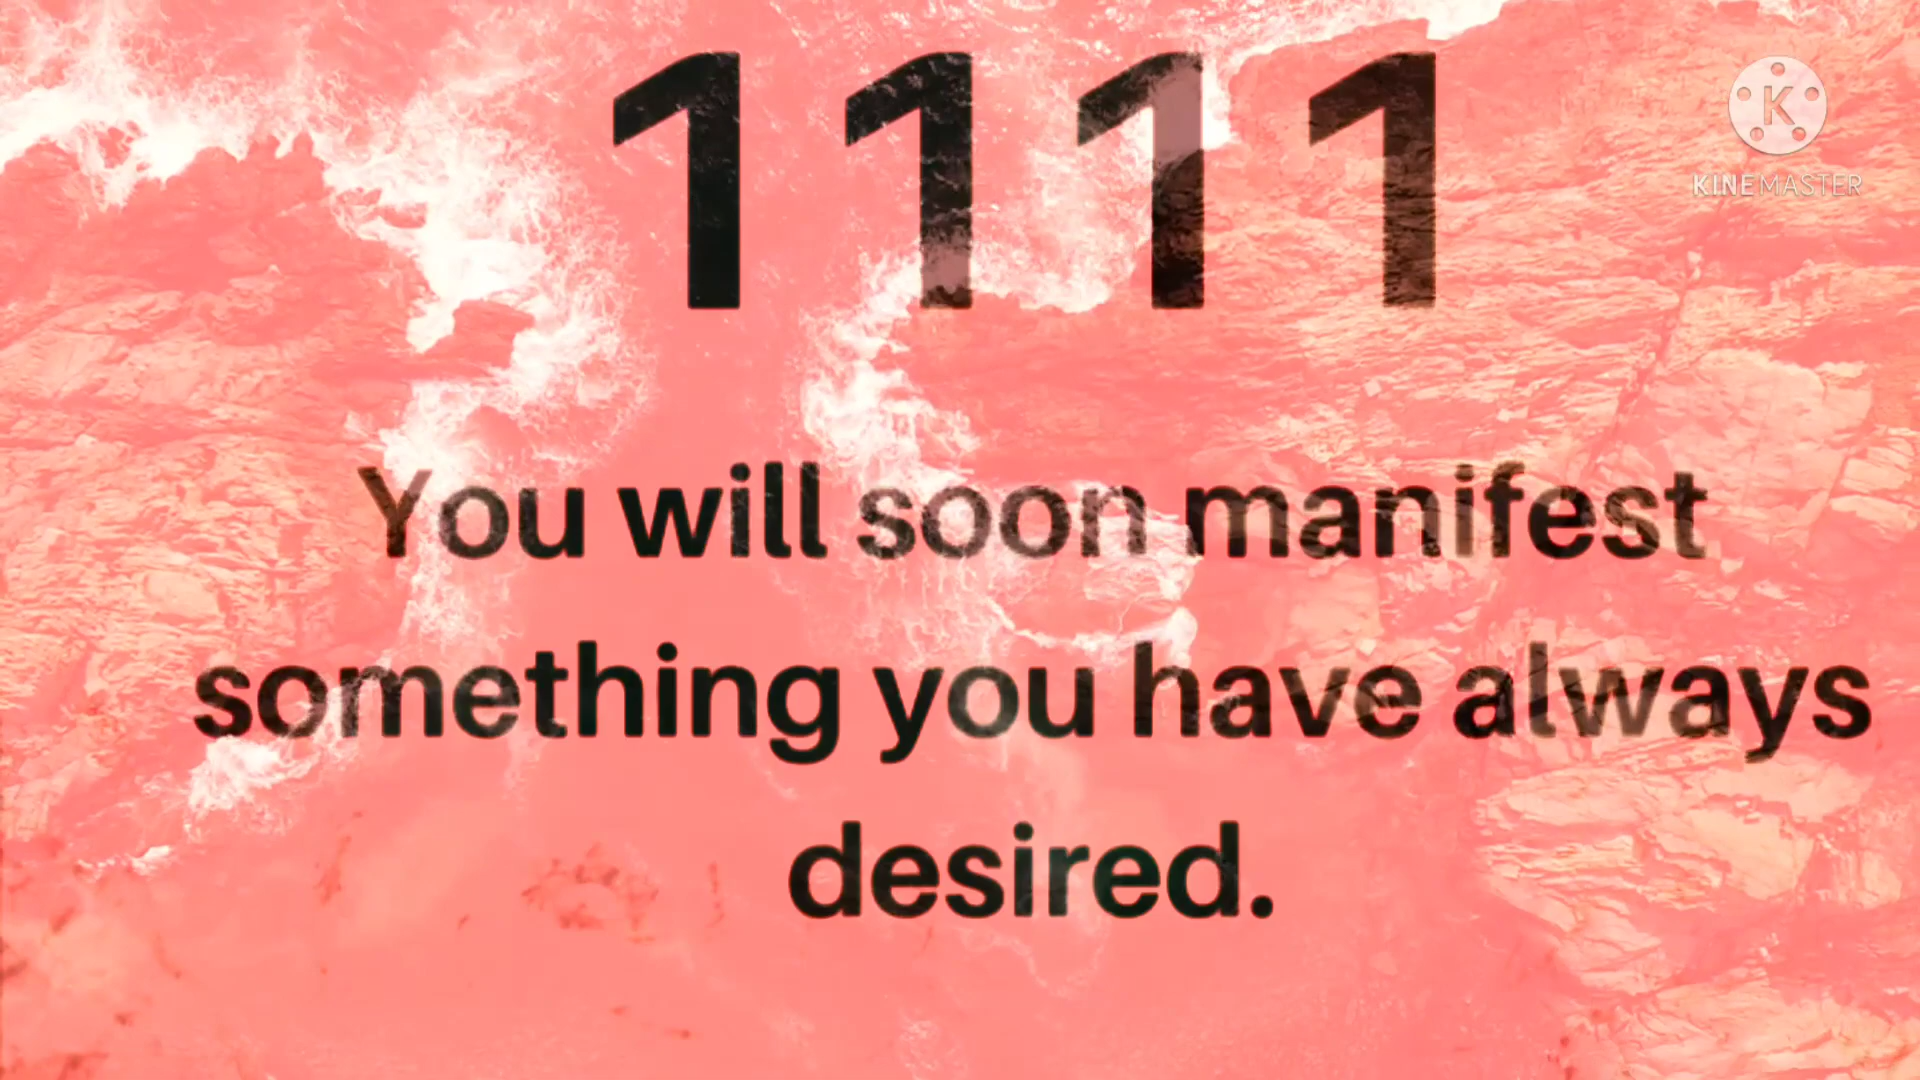 1111
K
KINEMASTER
You will soon manifest
something you have always
desired.